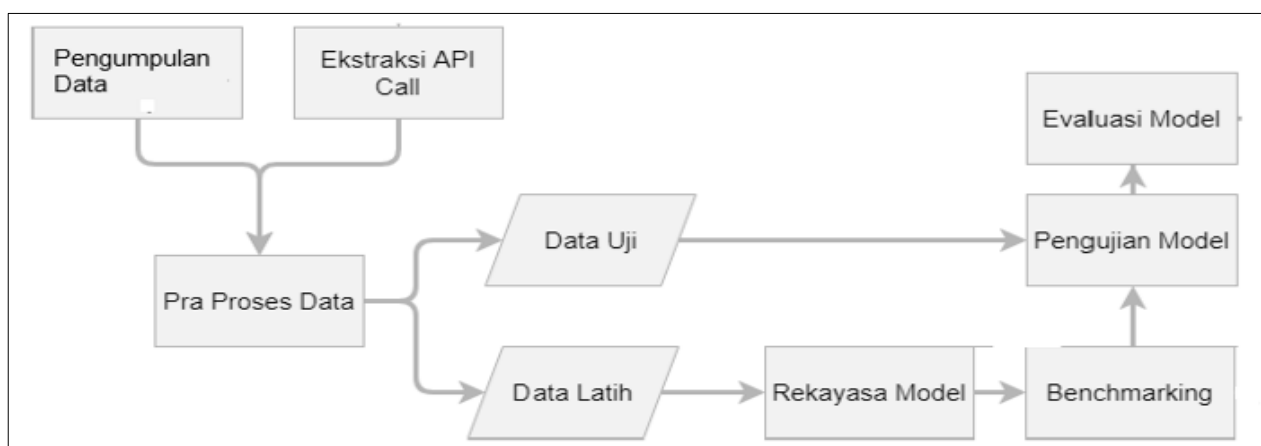 Pengumpulan
Data
Ekstraksi API
Call
Evaluasi Model
Data Uji
Pengujian Model
Pra Proses Data
Data Latih
Rekayasa Model
Benchmarking